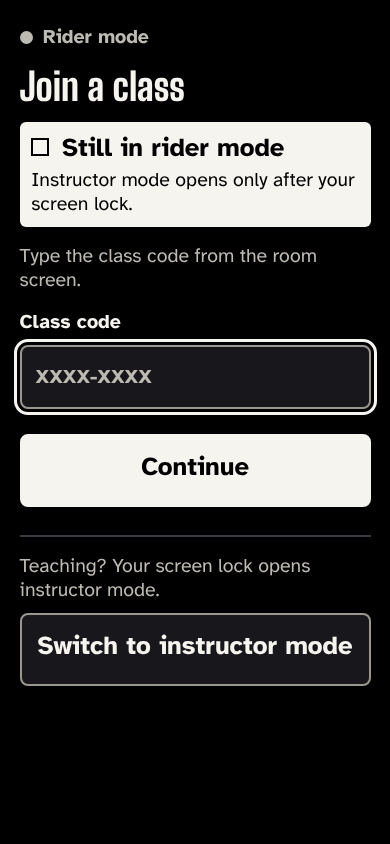 Rider mode
Join a class
Still in rider mode
Instructor mode opens only after your
screen lock.
Type the class code from the room
screen.
Class code
XXXX-XXXX
Continue
Teaching? Your screen lock opens
instructor mode.
Switch to instructor mode